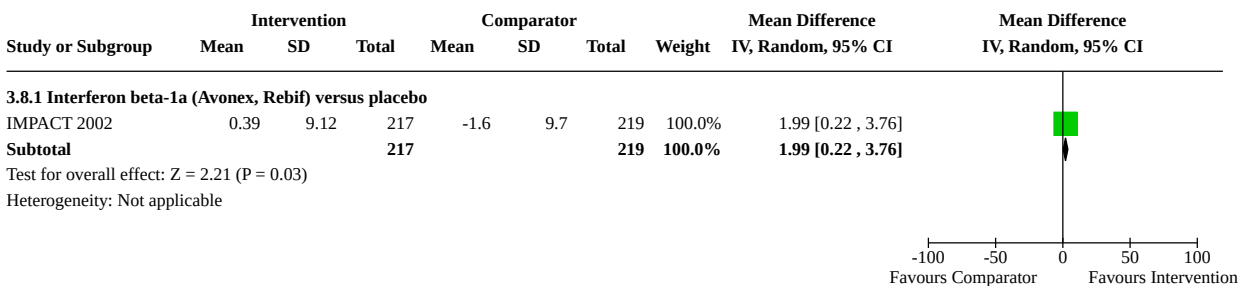 Intervention Comparator Mean Difference Mean Difference
Study or Subgroup Mean SD Total Mean SD Total Weight IV, Random, 95% CI IV, Random, 95% CI
3.8.1 Interferon beta-1a (Avonex, Rebif) versus placebo
IMPACT 2002 0.39 9.12 217 -1.6 9.7 219 100.0% 1.99 [0.22 , 3.76]
Subtotal 217 219 100.0% 1.99 [0.22 , 3.76]
Test for overall effect: Z = 2.21 (P = 0.03)
Heterogeneity: Not applicable
-100 -50 0 50 100
Favours Comparator Favours Intervention